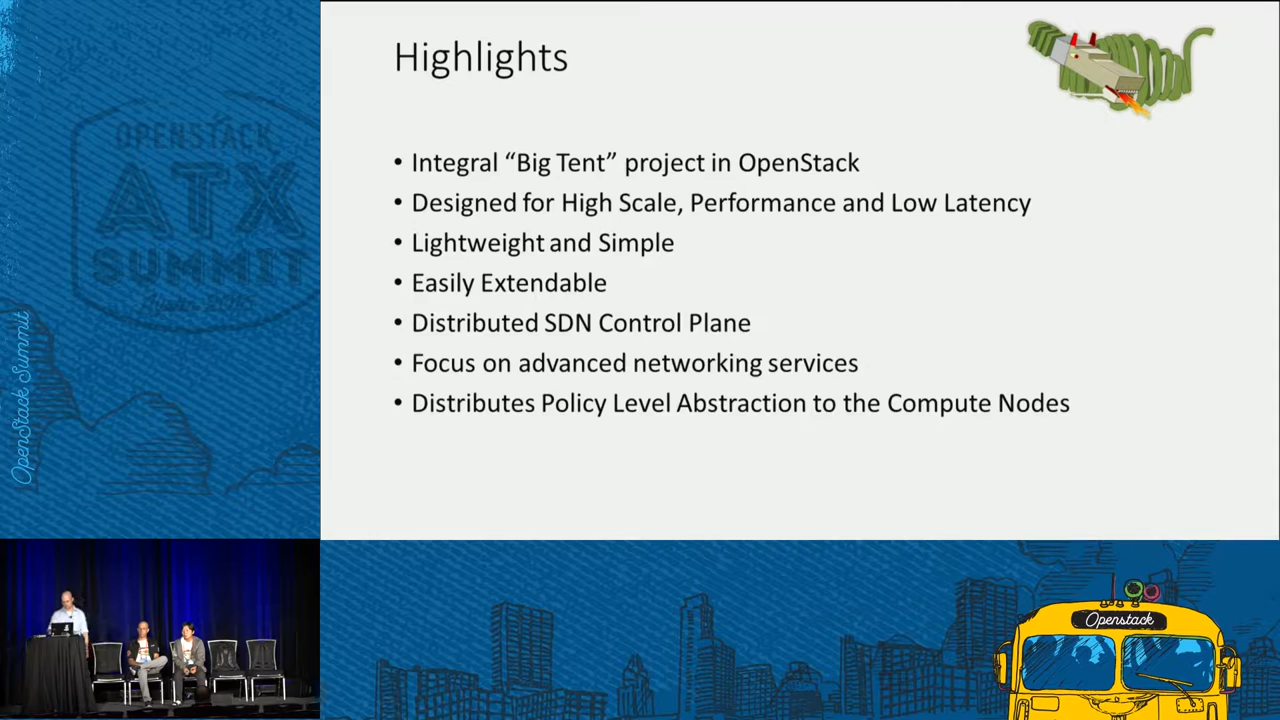 Highlights
• Integral “Big Tent” project in OpenStack
• Designed for High Scale, Performance and Low Latency
• Lightweight and Simple
• Easily Extendable
• Distributed SDN Control Plane
• Focus on advanced networking services
• Distributes Policy Level Abstraction to the Compute Nodes
OPENSTACK
ATX
SUMMIT
OpenStack Summit
Openstack